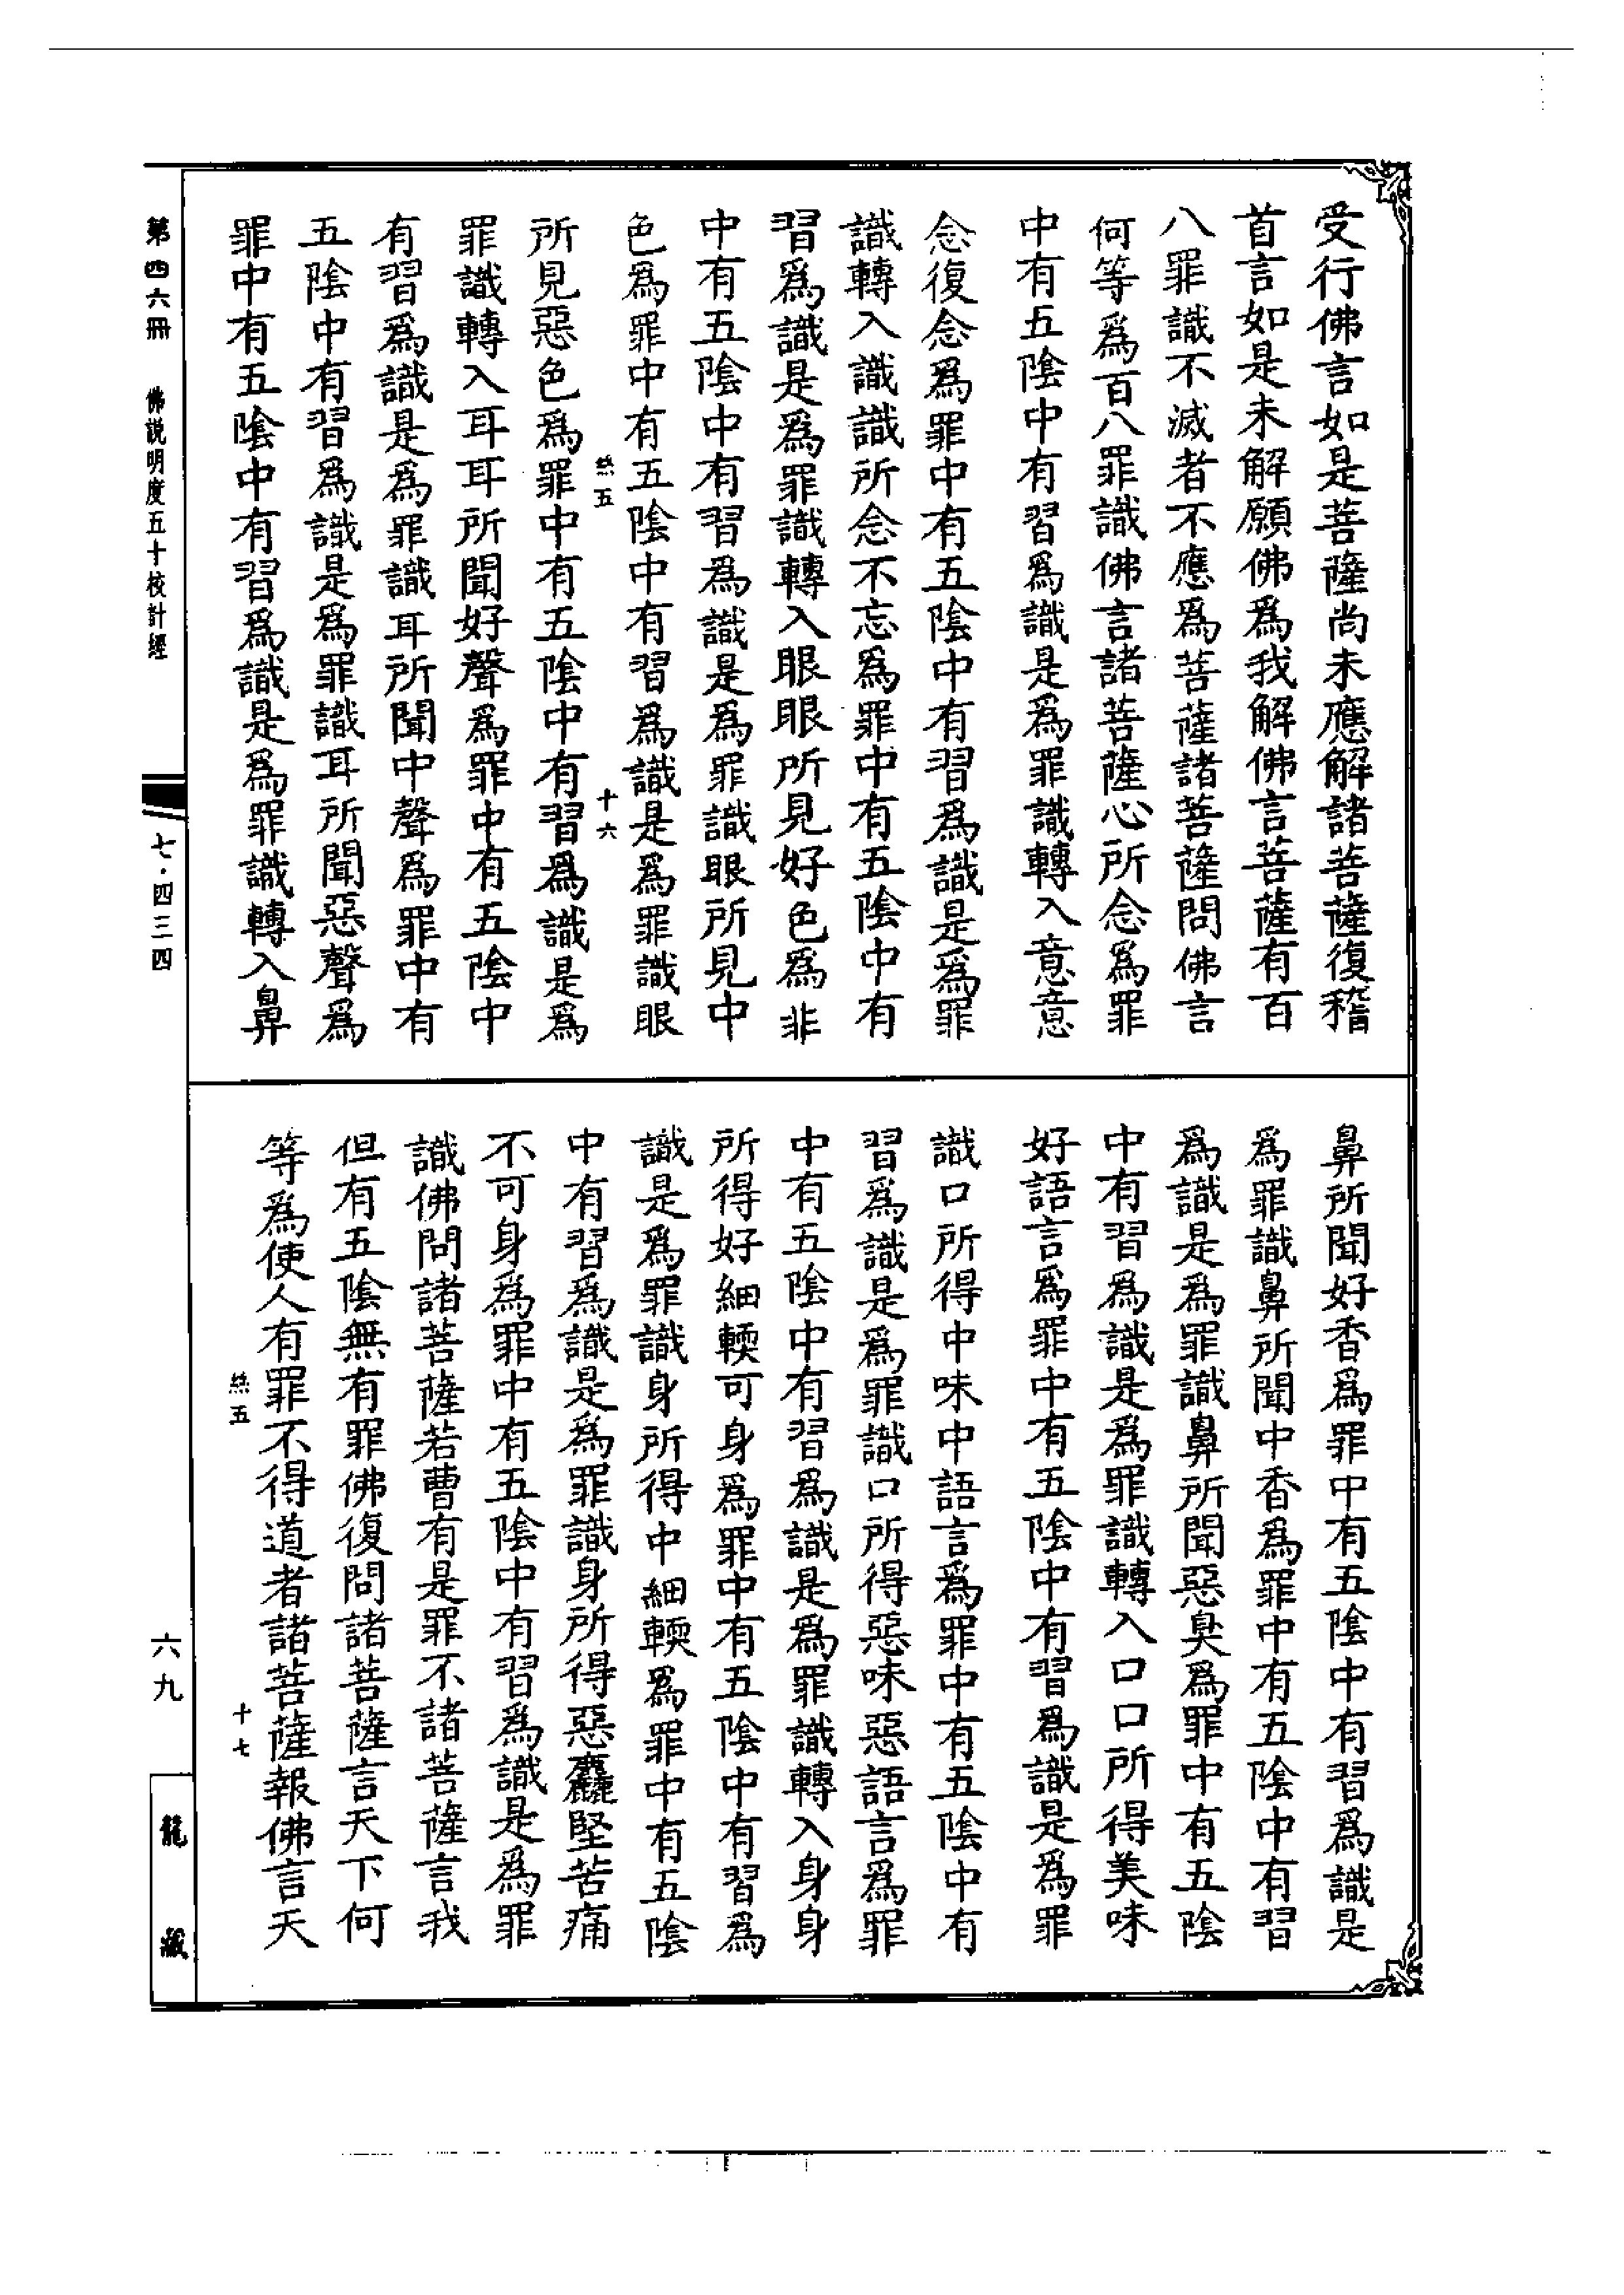 受行佛言如是菩薩尚未應解諸菩薩復稽
首言如是未解願佛爲我解佛言菩薩有百
八罪識不滅者不應爲菩薩諸菩薩問佛言
何等爲百八罪識佛言諸菩薩心所念爲罪
中有五陰中有習爲識是爲罪識轉入意意
念復念爲罪中有五陰中有習爲識是爲罪
識轉入識識所念不忘爲罪中有五陰中有
習爲識是爲罪識轉入眼眼所見好色爲非
中有五陰中有習爲識是爲罪識眼所見中
色爲罪中有五陰中有習爲識是爲罪識眼
絲五 十六
所見惡色爲罪中有五陰中有習爲識是爲
罪識轉入耳耳所聞好聲爲罪中有五陰中
有習爲識是爲罪識耳所聞中聲爲罪中有
五陰中有習爲識是爲罪識耳所聞惡聲爲
罪中有五陰中有習爲識是爲罪識轉入鼻
鼻所聞好香爲罪中有五陰中有習爲識是
爲罪識鼻所聞中香爲罪中有五陰中有習
爲識是爲罪識鼻所聞惡臭爲罪中有五陰
中有習爲識是爲罪識轉入口口所得美味
好語言爲罪中有五陰中有習爲識是爲罪
識口所得中味中語言爲罪中有五陰中有
習爲識是爲罪識口所得惡味惡語言爲罪
中有五陰中有習爲識是爲罪識轉入身身
所得好細輭可身爲罪中有五陰中有習爲
識是爲罪識身所得中細輭爲罪中有五陰
中有習爲識是爲罪識身所得惡麤堅苦痛
不可身爲罪中有五陰中有習爲識是爲罪
識佛問諸菩薩若曹有是罪不諸菩薩言我
但有五陰無有罪佛復問諸菩薩言天下何
等爲使人有罪不得道者諸菩薩報佛言天
絲五 十七
第四六冊 佛説明度五十校計經
七·四三四
六九
龍藏